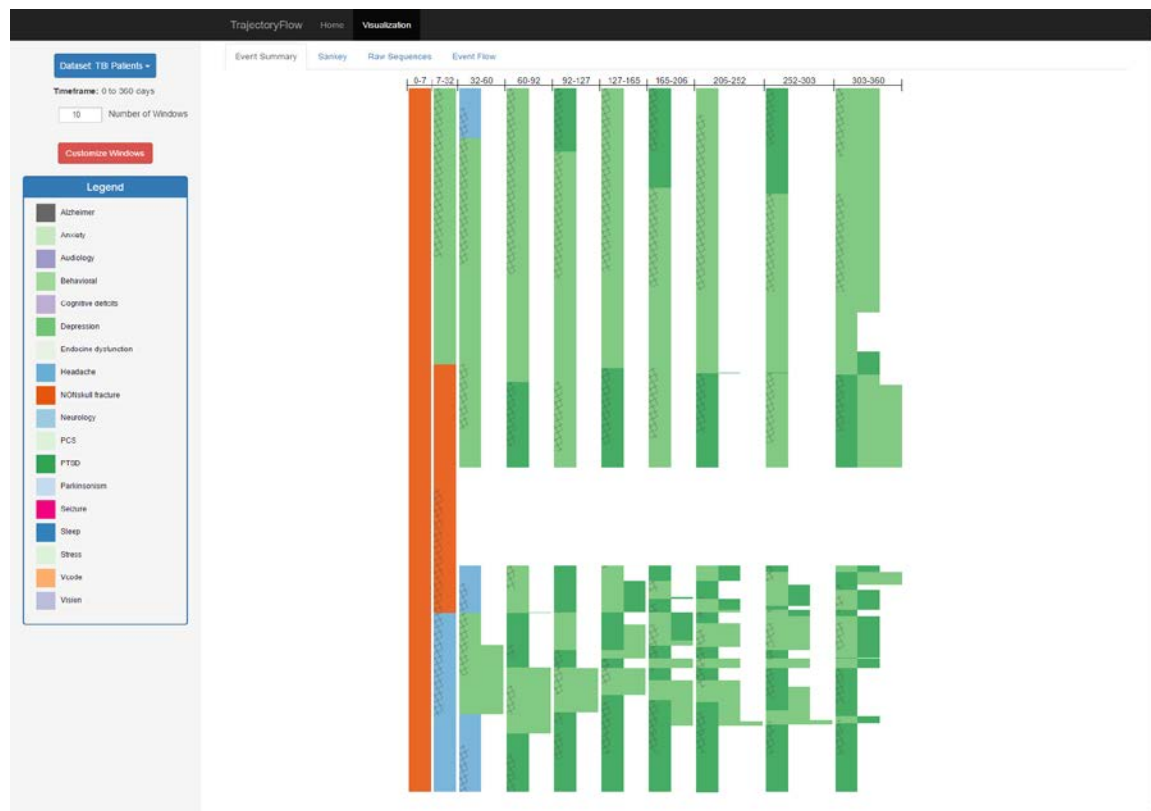 TrajectoryFlow Home Visualization
Event Summary Sankey Raw Sequences Event Flow
Dataset: TBI Patients
Timeframe: 0 to 360 days
10 Number of Windows
Customize Windows
Legend
Alzheimer
Anxiety
Audiology
Behavioral
Cognitive deficits
Depression
Endocrine dysfunction
Headache
NONskull fracture
Neurology
PCS
PTSD
Parkinsonism
Seizure
Sleep
Stress
Vcode
Vision
0-7 7-32 32-60 60-92 92-127 127-165 165-206 206-252 252-303 303-360